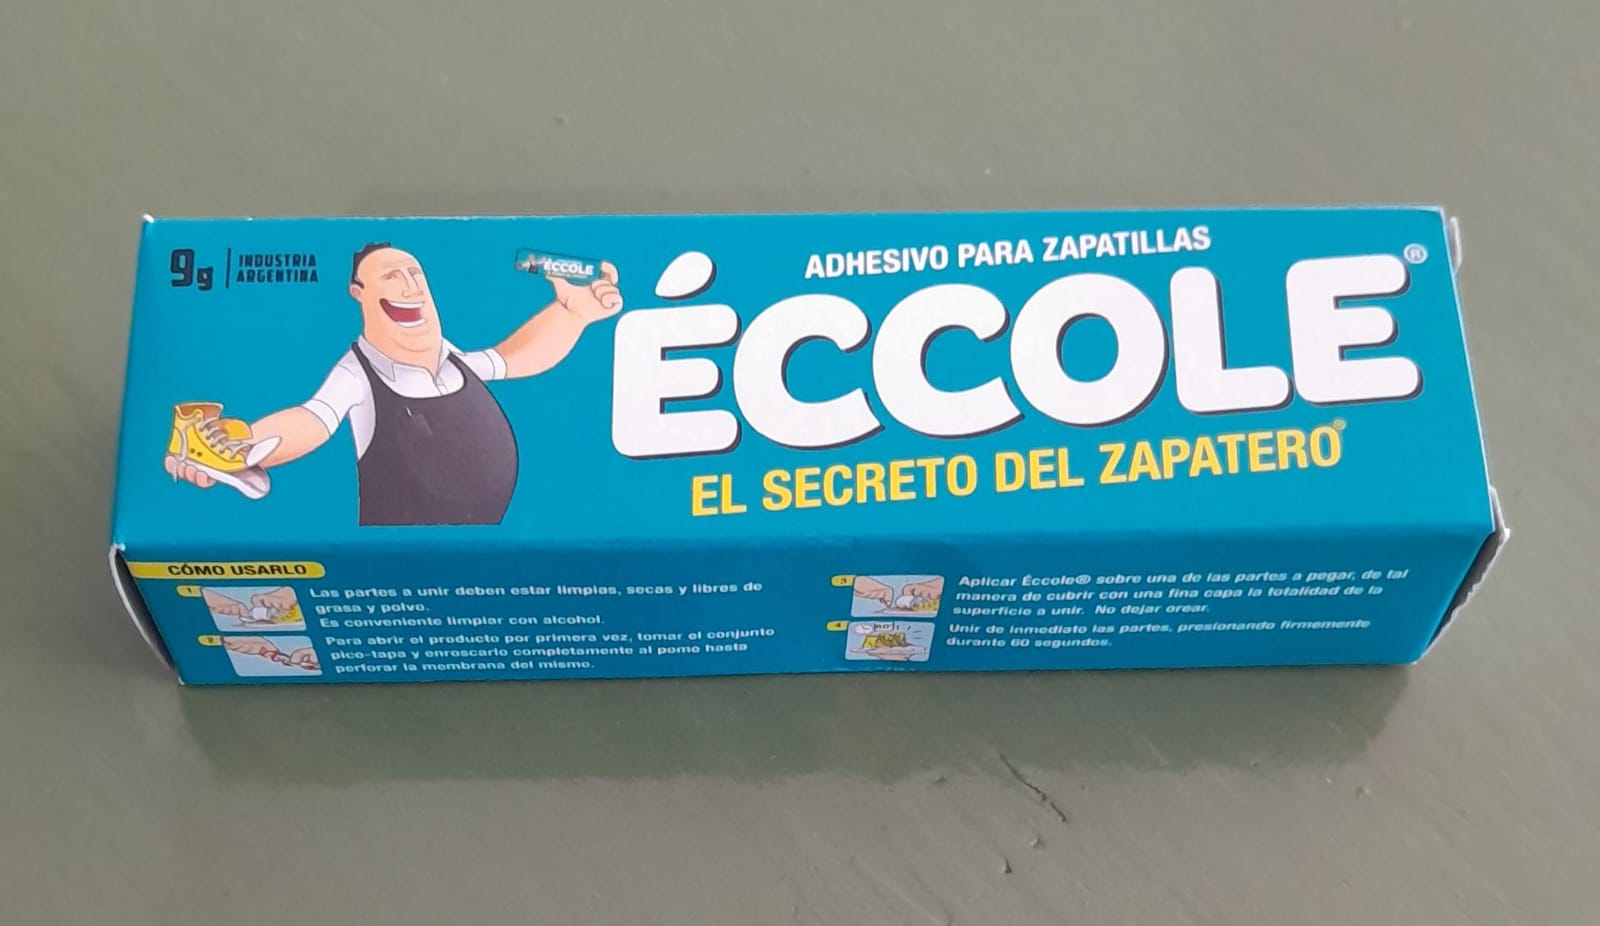 9g
INDUSTRIA
ARGENTINA
ÉCCOLE
ADHESIVO PARA ZAPATILLAS
ÉCCOLE®
EL SECRETO DEL ZAPATERO®
CÓMO USARLO
1
Las partes a unir deben estar limpias, secas y libres de
grasa y polvo.
Es conveniente limpiar con alcohol.
2
Para abrir el producto por primera vez, tomar el conjunto
pico-tapa y enroscarlo completamente al pomo hasta
perforar la membrana del mismo.
3
Aplicar Éccole® sobre una de las partes a pegar, de tal
manera de cubrir con una fina capa la totalidad de la
superficie a unir. No dejar orear.
4
Unir de inmediato las partes, presionando firmemente
durante 60 segundos.